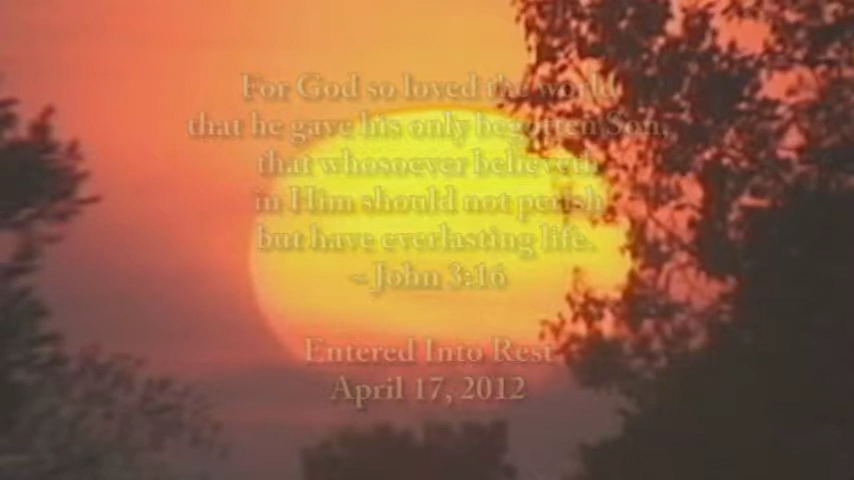 For God so loved the world
that he gave his only begotten Son,
that whosoever believeth
in Him should not perish
but have everlasting life.
~ John 3:16
Entered Into Rest
April 17, 2012